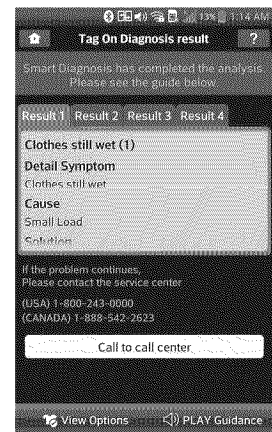 13% 1:14 AM
Tag On Diagnosis result ?
Smart Diagnosis has completed the analysis.
Please see the guide below.
Result 1 Result 2 Result 3 Result 4
Clothes still wet (1)
Detail Symptom
Clothes still wet
Cause
Small Load
Solution
If the problem continues,
Please contact the service center
(USA) 1-800-243-0000
(CANADA) 1-888-542-2623
Call to call center
View Options PLAY Guidance